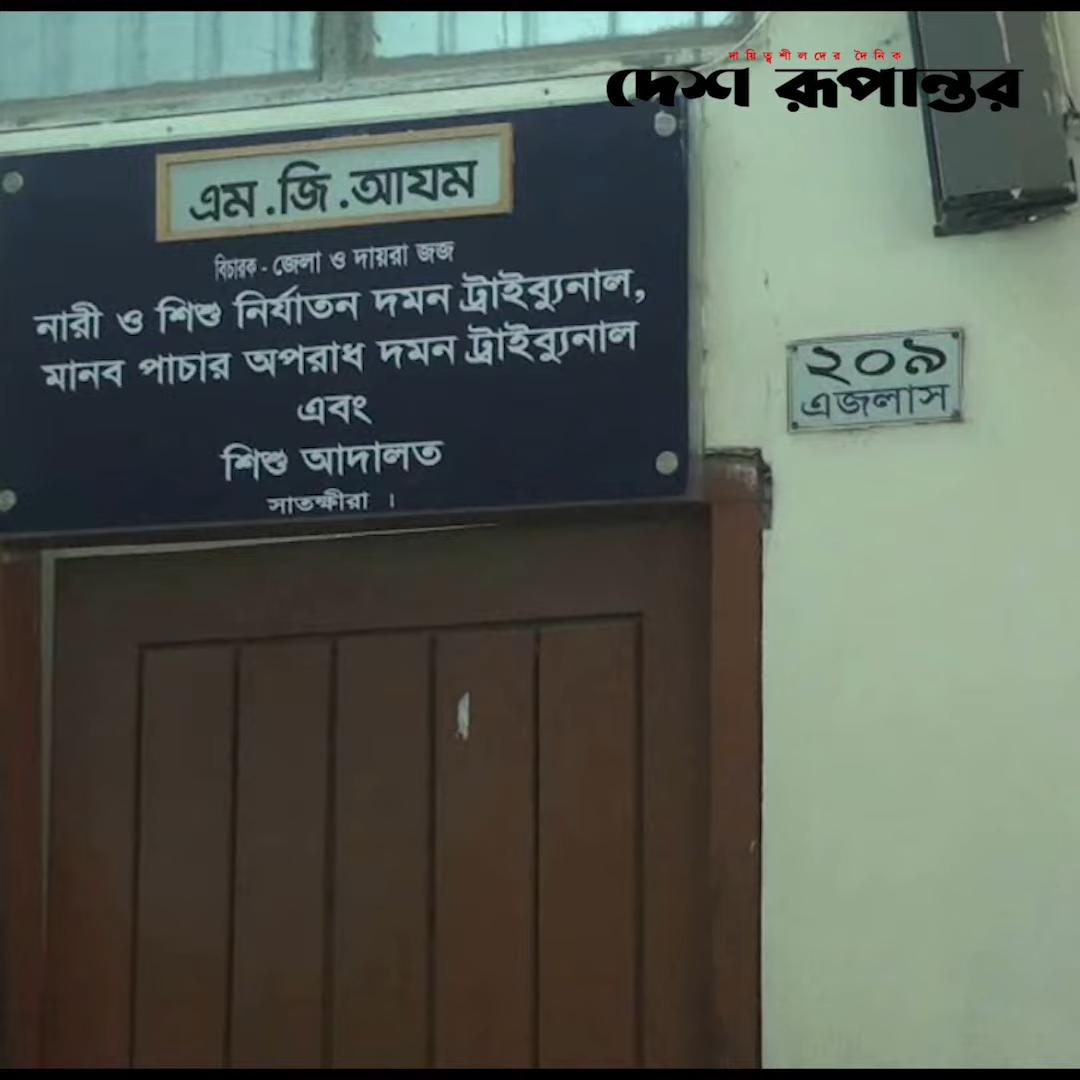 দায়িত্বশীলদের দৈনিক
দেশ রূপান্তর
এম.জি.আযম
বিচারক - জেলা ও দায়রা জজ
নারী ও শিশু নির্যাতন দমন ট্রাইব্যুনাল,
মানব পাচার অপরাধ দমন ট্রাইব্যুনাল
এবং
শিশু আদালত
সাতক্ষীরা ।
২০৯
এজলাস